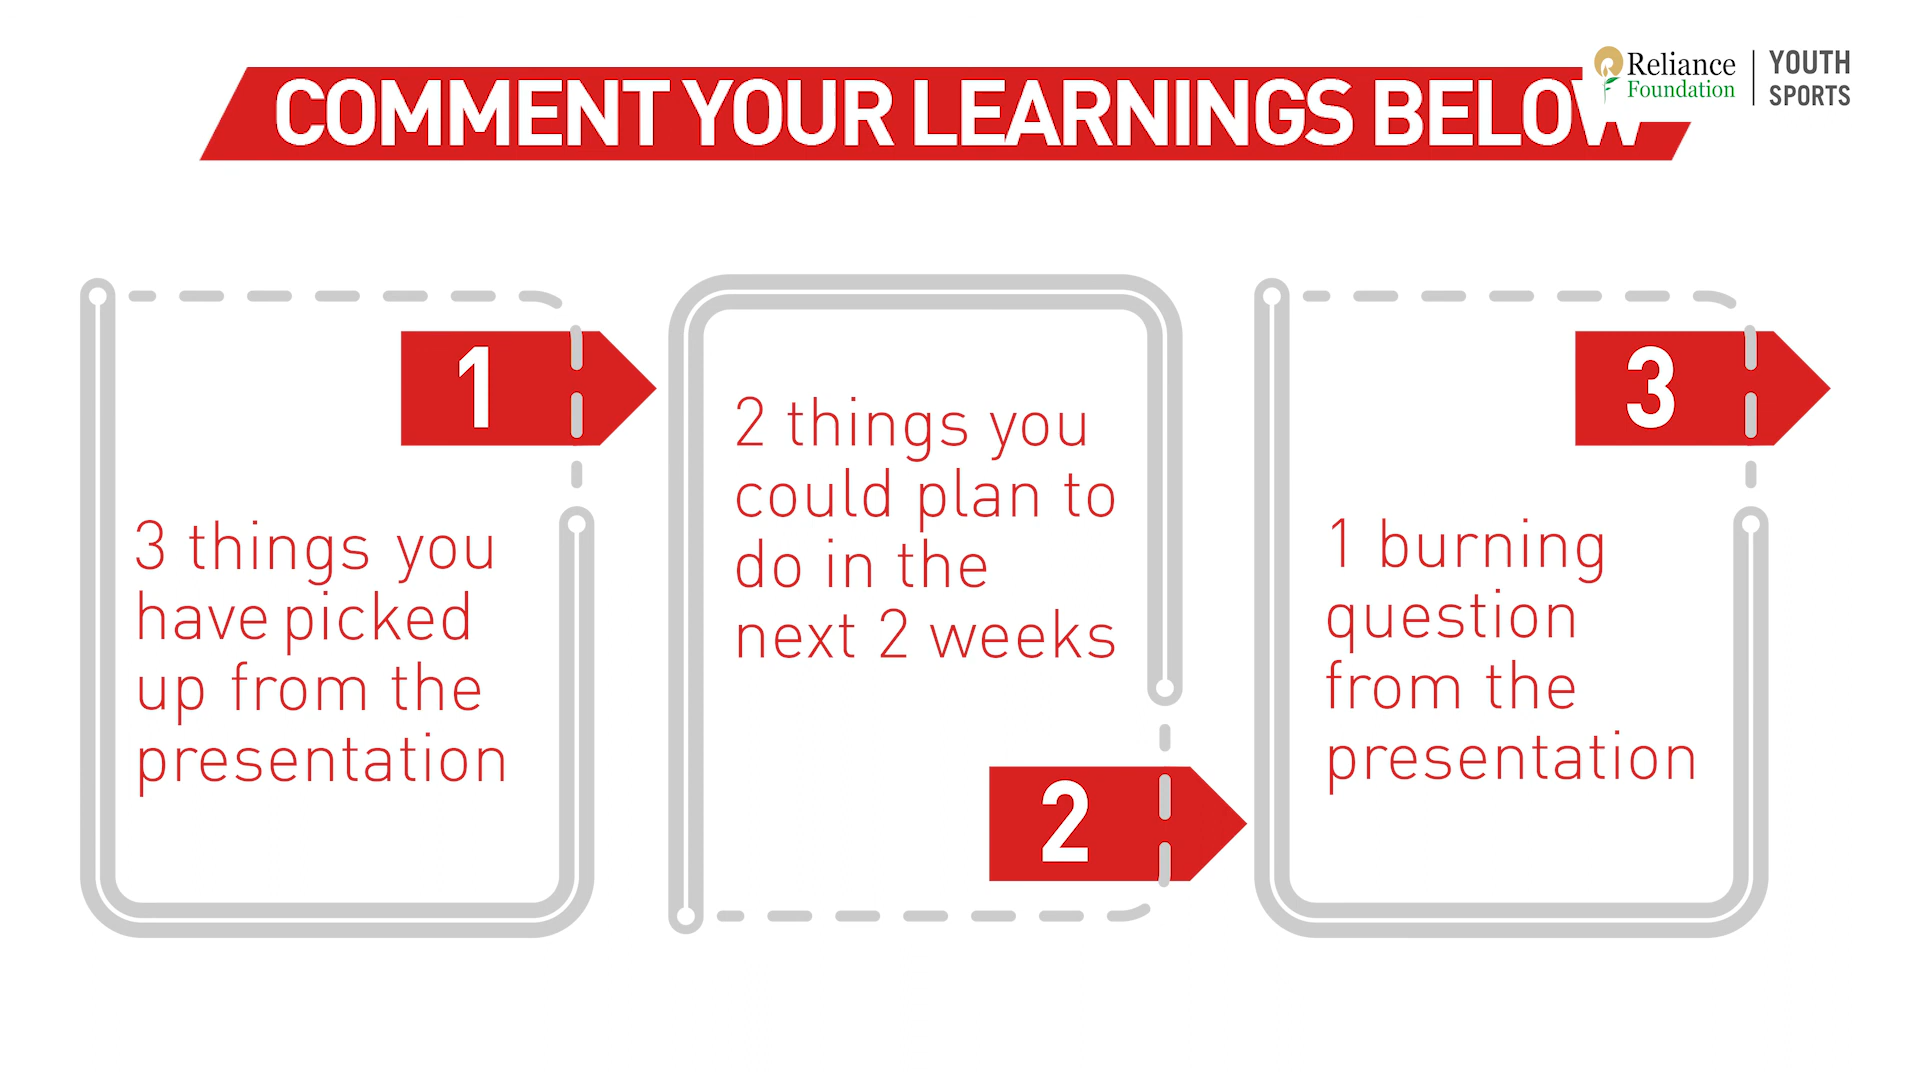 COMMENT YOUR LEARNINGS BELOW
Reliance
Foundation
YOUTH
SPORTS
1
3 things you
have picked
up from the
presentation
2 things you
could plan to
do in the
next 2 weeks
2
3
1 burning
question
from the
presentation